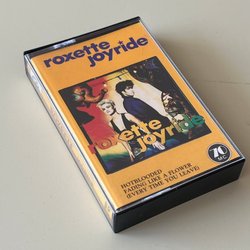 roxette
joyride
roxette
joyride
HOTBLOODED
FADING LIKE A FLOWER
(EVERY TIME YOU LEAVE)